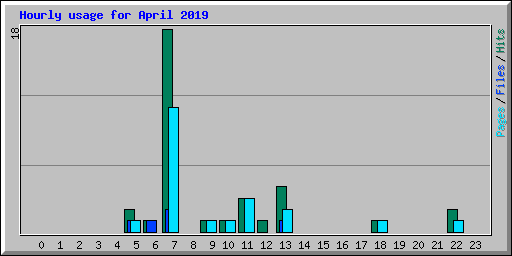 Hourly usage for April 2019
18
Pages/Files/Hits
0 1 2 3 4 5 6 7 8 9 10 11 12 13 14 15 16 17 18 19 20 21 22 23